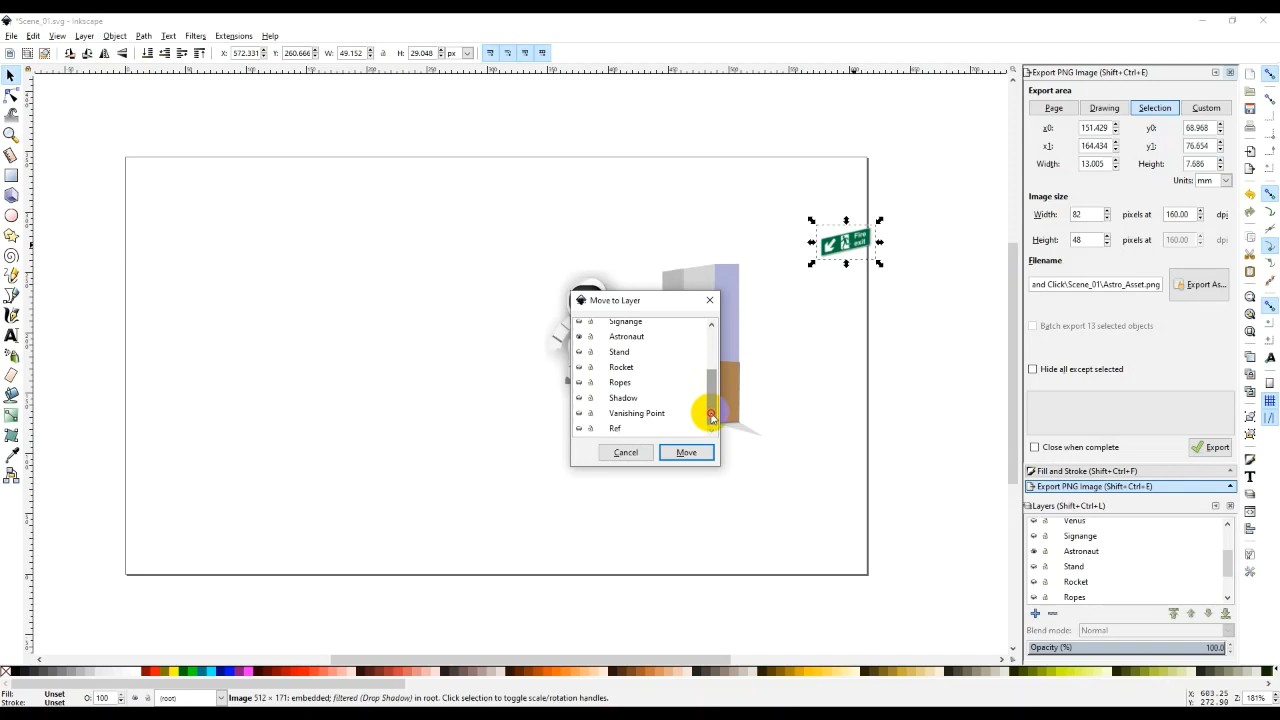 *Scene_01.svg - Inkscape
File Edit View Layer Object Path Text Filters Extensions Help
X: 572.331 Y: 260.666 W: 49.152 H: 29.048 px
Export PNG Image (Shift+Ctrl+E)
Export area
Page Drawing Selection Custom
x0: 151.429 y0: 68.968
x1: 164.434 y1: 76.654
Width: 13.005 Height: 7.686
Units: mm
Image size
Width: 82 pixels at 160.00 dpi
Height: 48 pixels at 160.00 dpi
Filename
and Click\Scene_01\Astro_Asset.png Export As...
Batch export 13 selected objects
Hide all except selected
Close when complete Export
Fill and Stroke (Shift+Ctrl+F)
Export PNG Image (Shift+Ctrl+E)
Layers (Shift+Ctrl+L)
Venus
Signange
Astronaut
Stand
Rocket
Ropes
Blend mode: Normal
Opacity (%) 100.0
Fire
exit
Move to Layer
Signange
Astronaut
Stand
Rocket
Ropes
Shadow
Vanishing Point
Ref
Cancel Move
Fill: Unset
Stroke: Unset
O: 100 (root) Image 512 × 171: embedded; filtered (Drop Shadow) in root. Click selection to toggle scale/rotation handles.
X: 603.25
Y: 272.90
Z: 181%